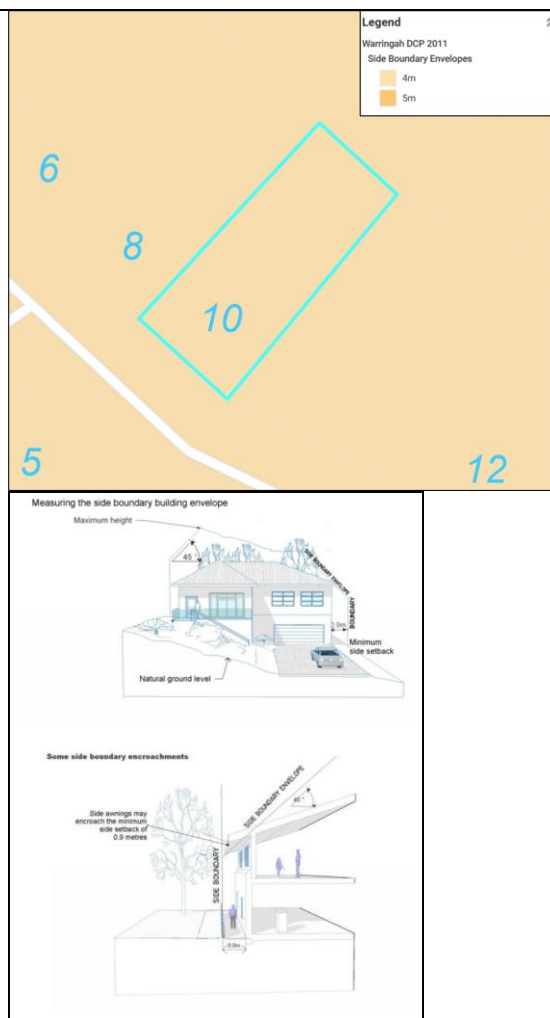 Legend
Warringah DCP 2011
Side Boundary Envelopes
4m
5m
6
8
10
5
12
Measuring the side boundary building envelope
Maximum height
45°
SIDE BOUNDARY ENVELOPE
BOUNDARY
0.9m
Minimum
side setback
Natural ground level
Some side boundary encroachments
SIDE BOUNDARY ENVELOPE
45°
Side awnings may
encroach the minimum
side setback of
0.9 metres
SIDE BOUNDARY
0.9m